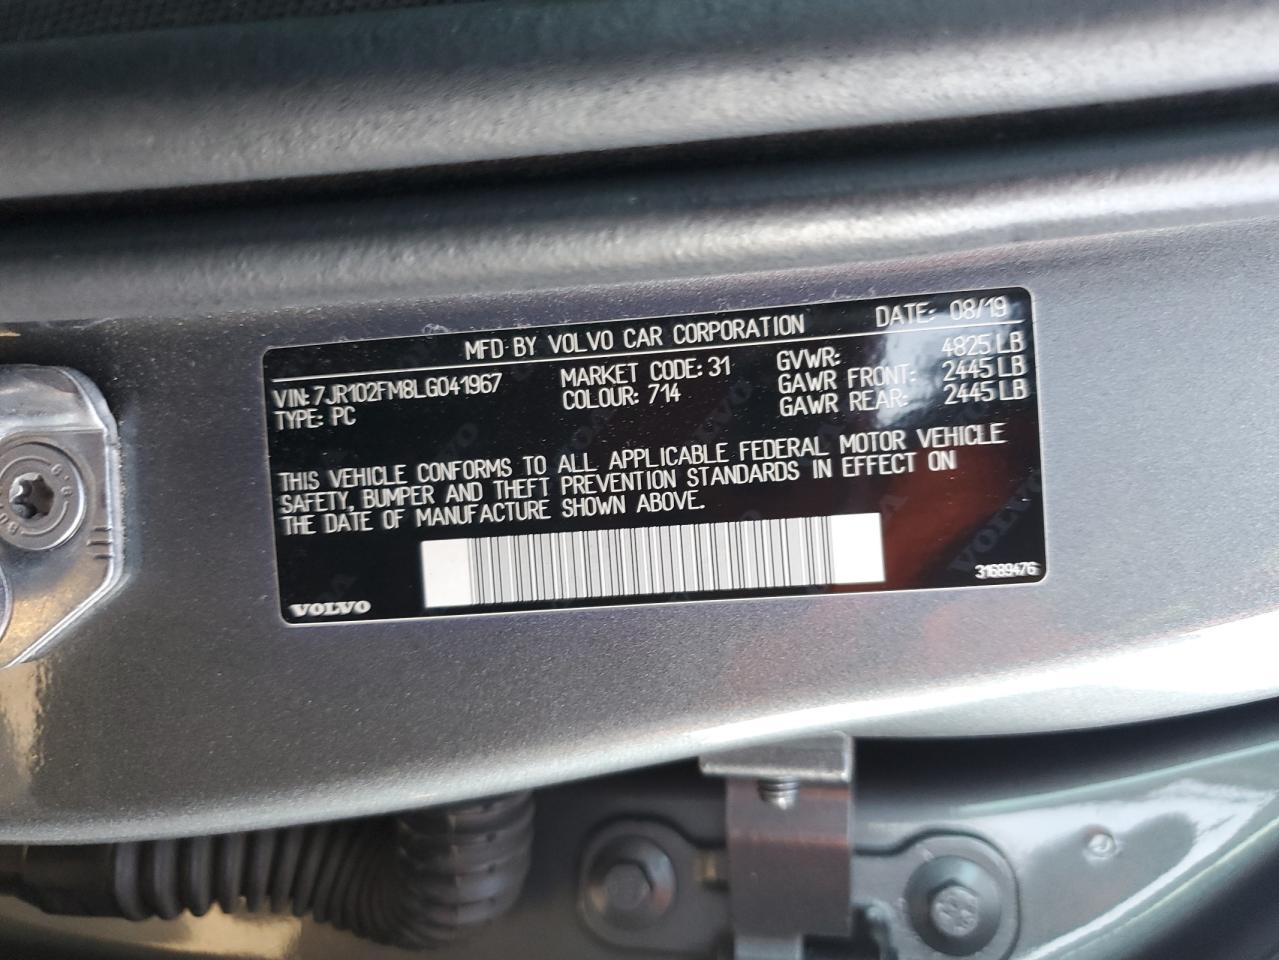 MFD BY VOLVO CAR CORPORATION DATE: 08/19
VIN: 7JR102FM8LG041967 MARKET CODE: 31 GVWR: 4825 LB
TYPE: PC COLOUR: 714 GAWR FRONT: 2445 LB
GAWR REAR: 2445 LB
THIS VEHICLE CONFORMS TO ALL APPLICABLE FEDERAL MOTOR VEHICLE
SAFETY, BUMPER AND THEFT PREVENTION STANDARDS IN EFFECT ON
THE DATE OF MANUFACTURE SHOWN ABOVE.
VOLVO
31689476